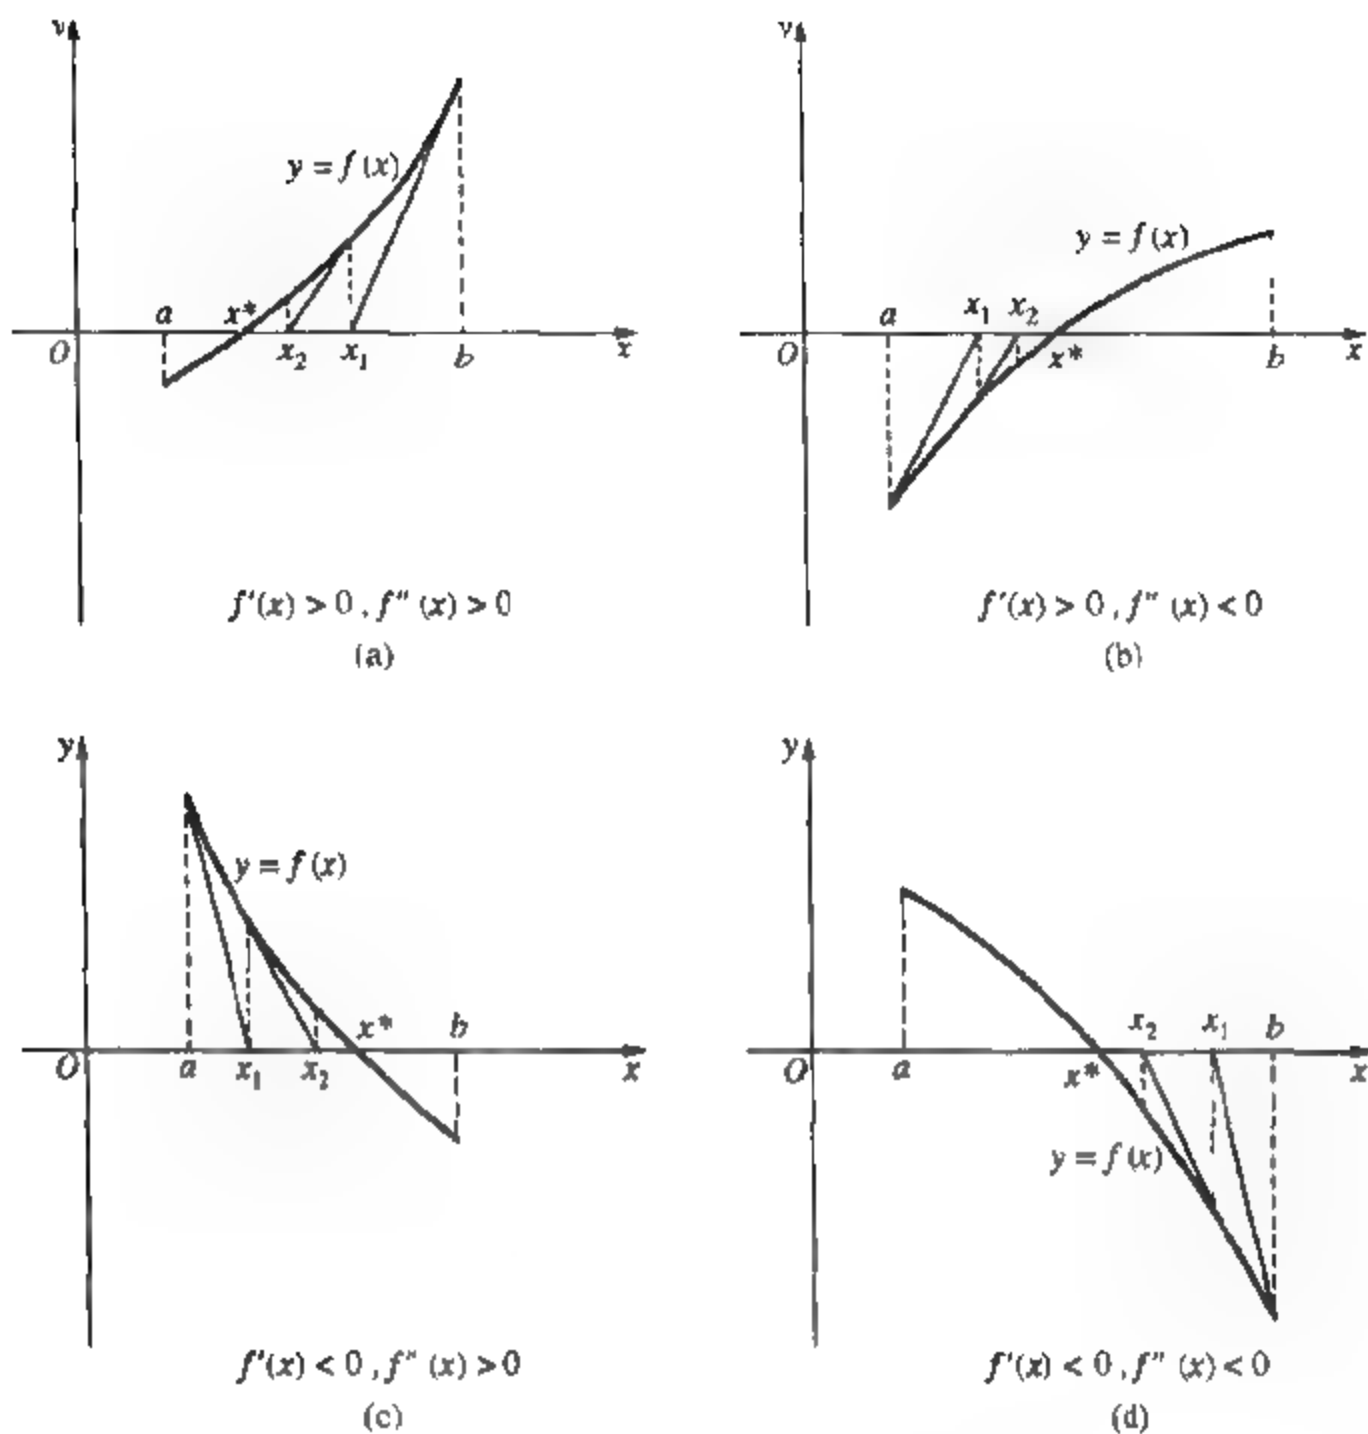 y
y = f (x)
a
x*
O
x₂
x₁
b
x
f'(x) > 0 , f" (x) > 0
(a)
y
y = f (x)
a
x₁
x₂
O
x*
b
x
f'(x) > 0 , f" (x) < 0
(b)
y
y = f (x)
x*
b
O
a
x₁
x₂
x
f'(x) < 0 , f" (x) > 0
(c)
y
x₂
x₁
b
O
a
x*
x
y = f (x)
f'(x) < 0 , f" (x) < 0
(d)